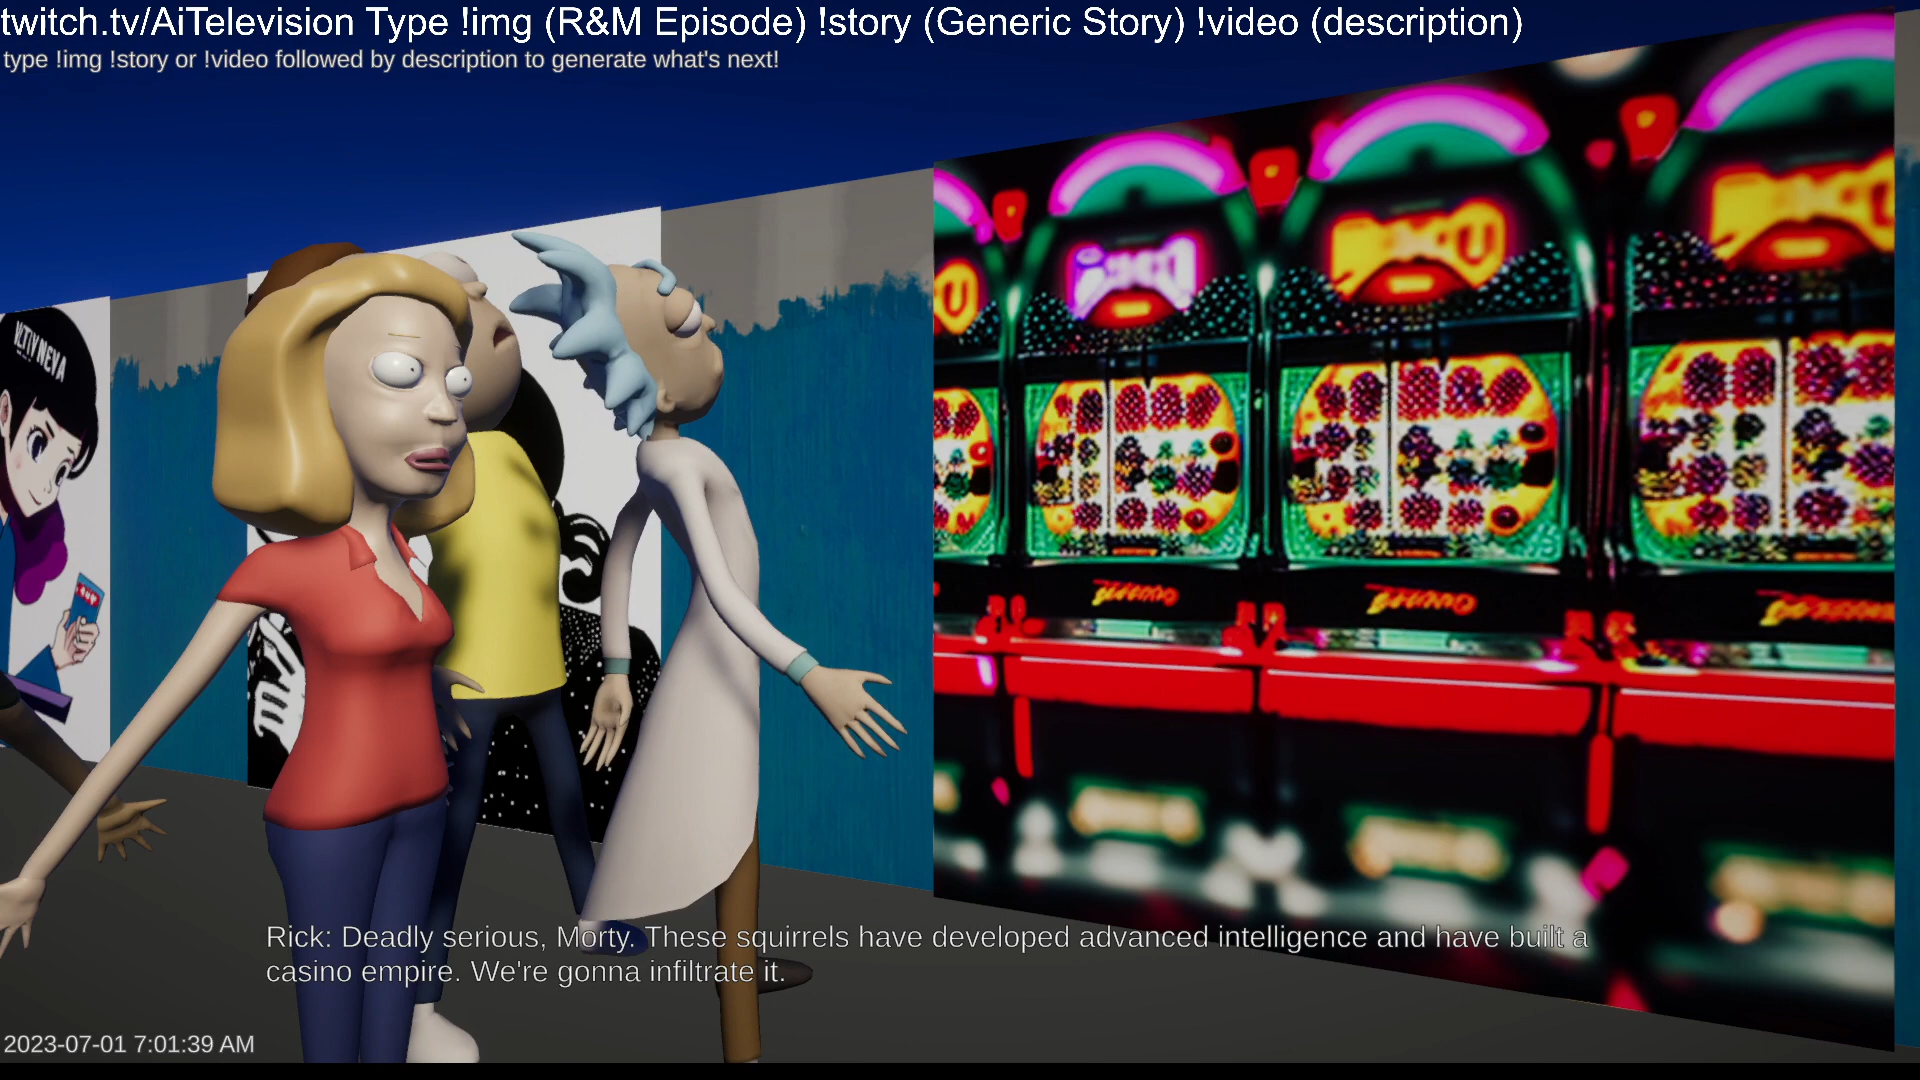 twitch.tv/AiTelevision Type !img (R&M Episode) !story (Generic Story) !video (description)
type !img !story or !video followed by description to generate what's next!
Rick: Deadly serious, Morty. These squirrels have developed advanced intelligence and have built a
casino empire. We're gonna infiltrate it.
2023-07-01 7:01:39 AM